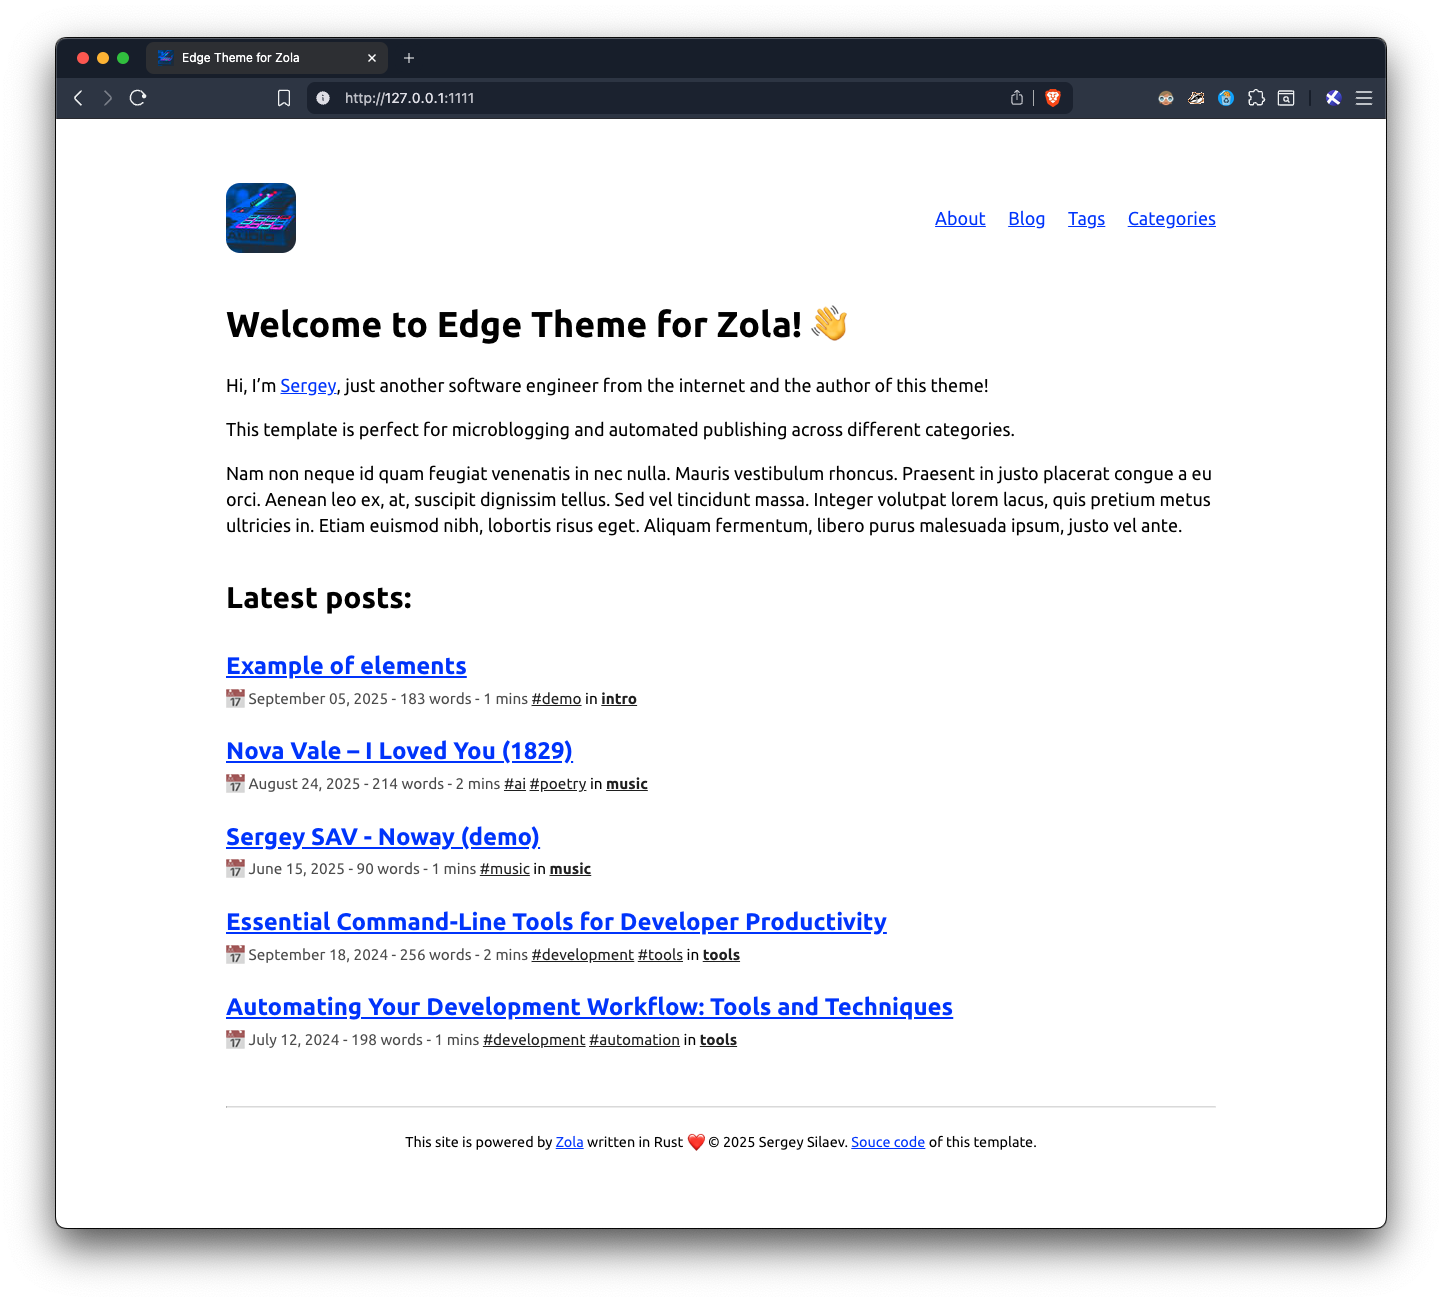 Edge Theme for Zola
http://127.0.0.1:1111
About Blog Tags Categories
Welcome to Edge Theme for Zola! 👋
Hi, I’m Sergey, just another software engineer from the internet and the author of this theme!
This template is perfect for microblogging and automated publishing across different categories.
Nam non neque id quam feugiat venenatis in nec nulla. Mauris vestibulum rhoncus. Praesent in justo placerat congue a eu
orci. Aenean leo ex, at, suscipit dignissim tellus. Sed vel tincidunt massa. Integer volutpat lorem lacus, quis pretium metus
ultricies in. Etiam euismod nibh, lobortis risus eget. Aliquam fermentum, libero purus malesuada ipsum, justo vel ante.
Latest posts:
Example of elements
📅 September 05, 2025 - 183 words - 1 mins #demo in intro
Nova Vale – I Loved You (1829)
📅 August 24, 2025 - 214 words - 2 mins #ai #poetry in music
Sergey SAV - Noway (demo)
📅 June 15, 2025 - 90 words - 1 mins #music in music
Essential Command-Line Tools for Developer Productivity
📅 September 18, 2024 - 256 words - 2 mins #development #tools in tools
Automating Your Development Workflow: Tools and Techniques
📅 July 12, 2024 - 198 words - 1 mins #development #automation in tools
This site is powered by Zola written in Rust ❤️ © 2025 Sergey Silaev. Souce code of this template.